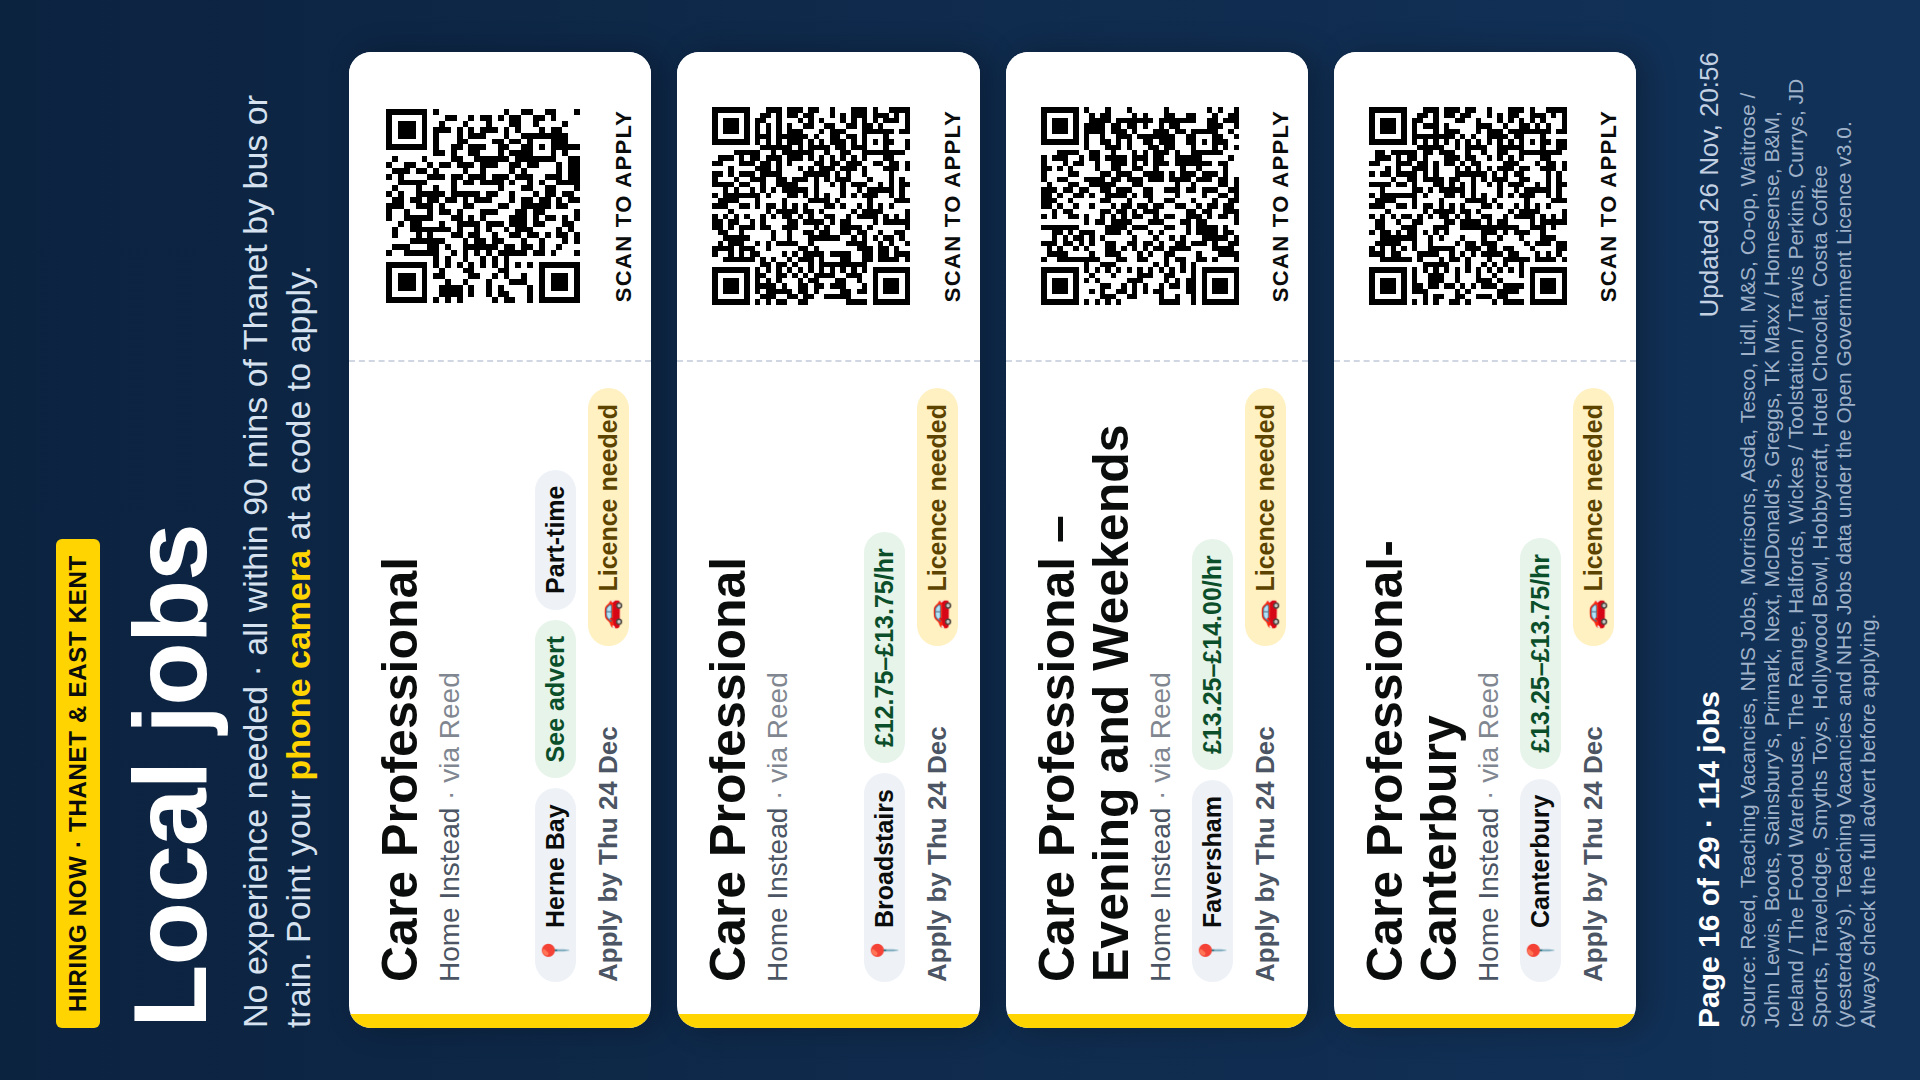 HIRING NOW · THANET & EAST KENT
Local jobs
No experience needed · all within 90 mins of Thanet by bus or
train. Point your phone camera at a code to apply.
Care Professional
Home Instead · via Reed
📍 Herne Bay
See advert
Part-time
Apply by Thu 24 Dec
🚗 Licence needed
SCAN TO APPLY
Care Professional
Home Instead · via Reed
📍 Broadstairs
£12.75–£13.75/hr
Apply by Thu 24 Dec
🚗 Licence needed
SCAN TO APPLY
Care Professional –
Evening and Weekends
Home Instead · via Reed
📍 Faversham
£13.25–£14.00/hr
Apply by Thu 24 Dec
🚗 Licence needed
SCAN TO APPLY
Care Professional-
Canterbury
Home Instead · via Reed
📍 Canterbury
£13.25–£13.75/hr
Apply by Thu 24 Dec
🚗 Licence needed
SCAN TO APPLY
Page 16 of 29 · 114 jobs
Updated 26 Nov, 20:56
Source: Reed, Teaching Vacancies, NHS Jobs, Morrisons, Asda, Tesco, Lidl, M&S, Co-op, Waitrose /
John Lewis, Boots, Sainsbury's, Primark, Next, McDonald's, Greggs, TK Maxx / Homesense, B&M,
Iceland / The Food Warehouse, The Range, Halfords, Wickes / Toolstation / Travis Perkins, Currys, JD
Sports, Travelodge, Smyths Toys, Hollywood Bowl, Hobbycraft, Hotel Chocolat, Costa Coffee
(yesterday's). Teaching Vacancies and NHS Jobs data under the Open Government Licence v3.0.
Always check the full advert before applying.